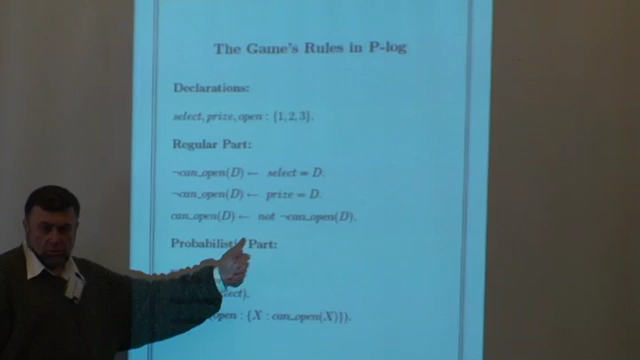 The Game's Rules in P-log
Declarations:
select, prize, open : {1, 2, 3}.
Regular Part:
¬can_open(D) ← select = D.
¬can_open(D) ← prize = D.
can_open(D) ← not ¬can_open(D).
Probabilistic Part:
open : {X : can_open(X)}).